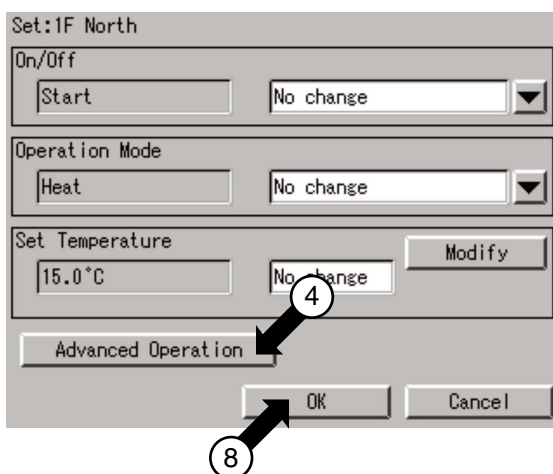 Set:1F North
On/Off
Start No change
Operation Mode
Heat No change
Set Temperature
Modify
15.0°C No change
4
Advanced Operation
OK Cancel
8